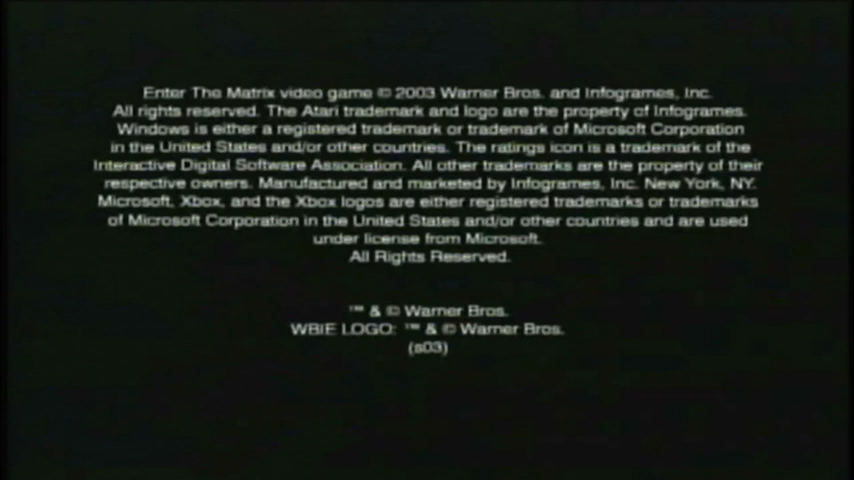 Enter The Matrix video game © 2003 Warner Bros. and Infogrames, Inc.
All rights reserved. The Atari trademark and logo are the property of Infogrames.
Windows is either a registered trademark or trademark of Microsoft Corporation
in the United States and/or other countries. The ratings icon is a trademark of the
Interactive Digital Software Association. All other trademarks are the property of their
respective owners. Manufactured and marketed by Infogrames, Inc. New York, NY.
Microsoft, Xbox, and the Xbox logos are either registered trademarks or trademarks
of Microsoft Corporation in the United States and/or other countries and are used
under license from Microsoft.
All Rights Reserved.
™ & © Warner Bros.
WBIE LOGO: ™ & © Warner Bros.
(s03)